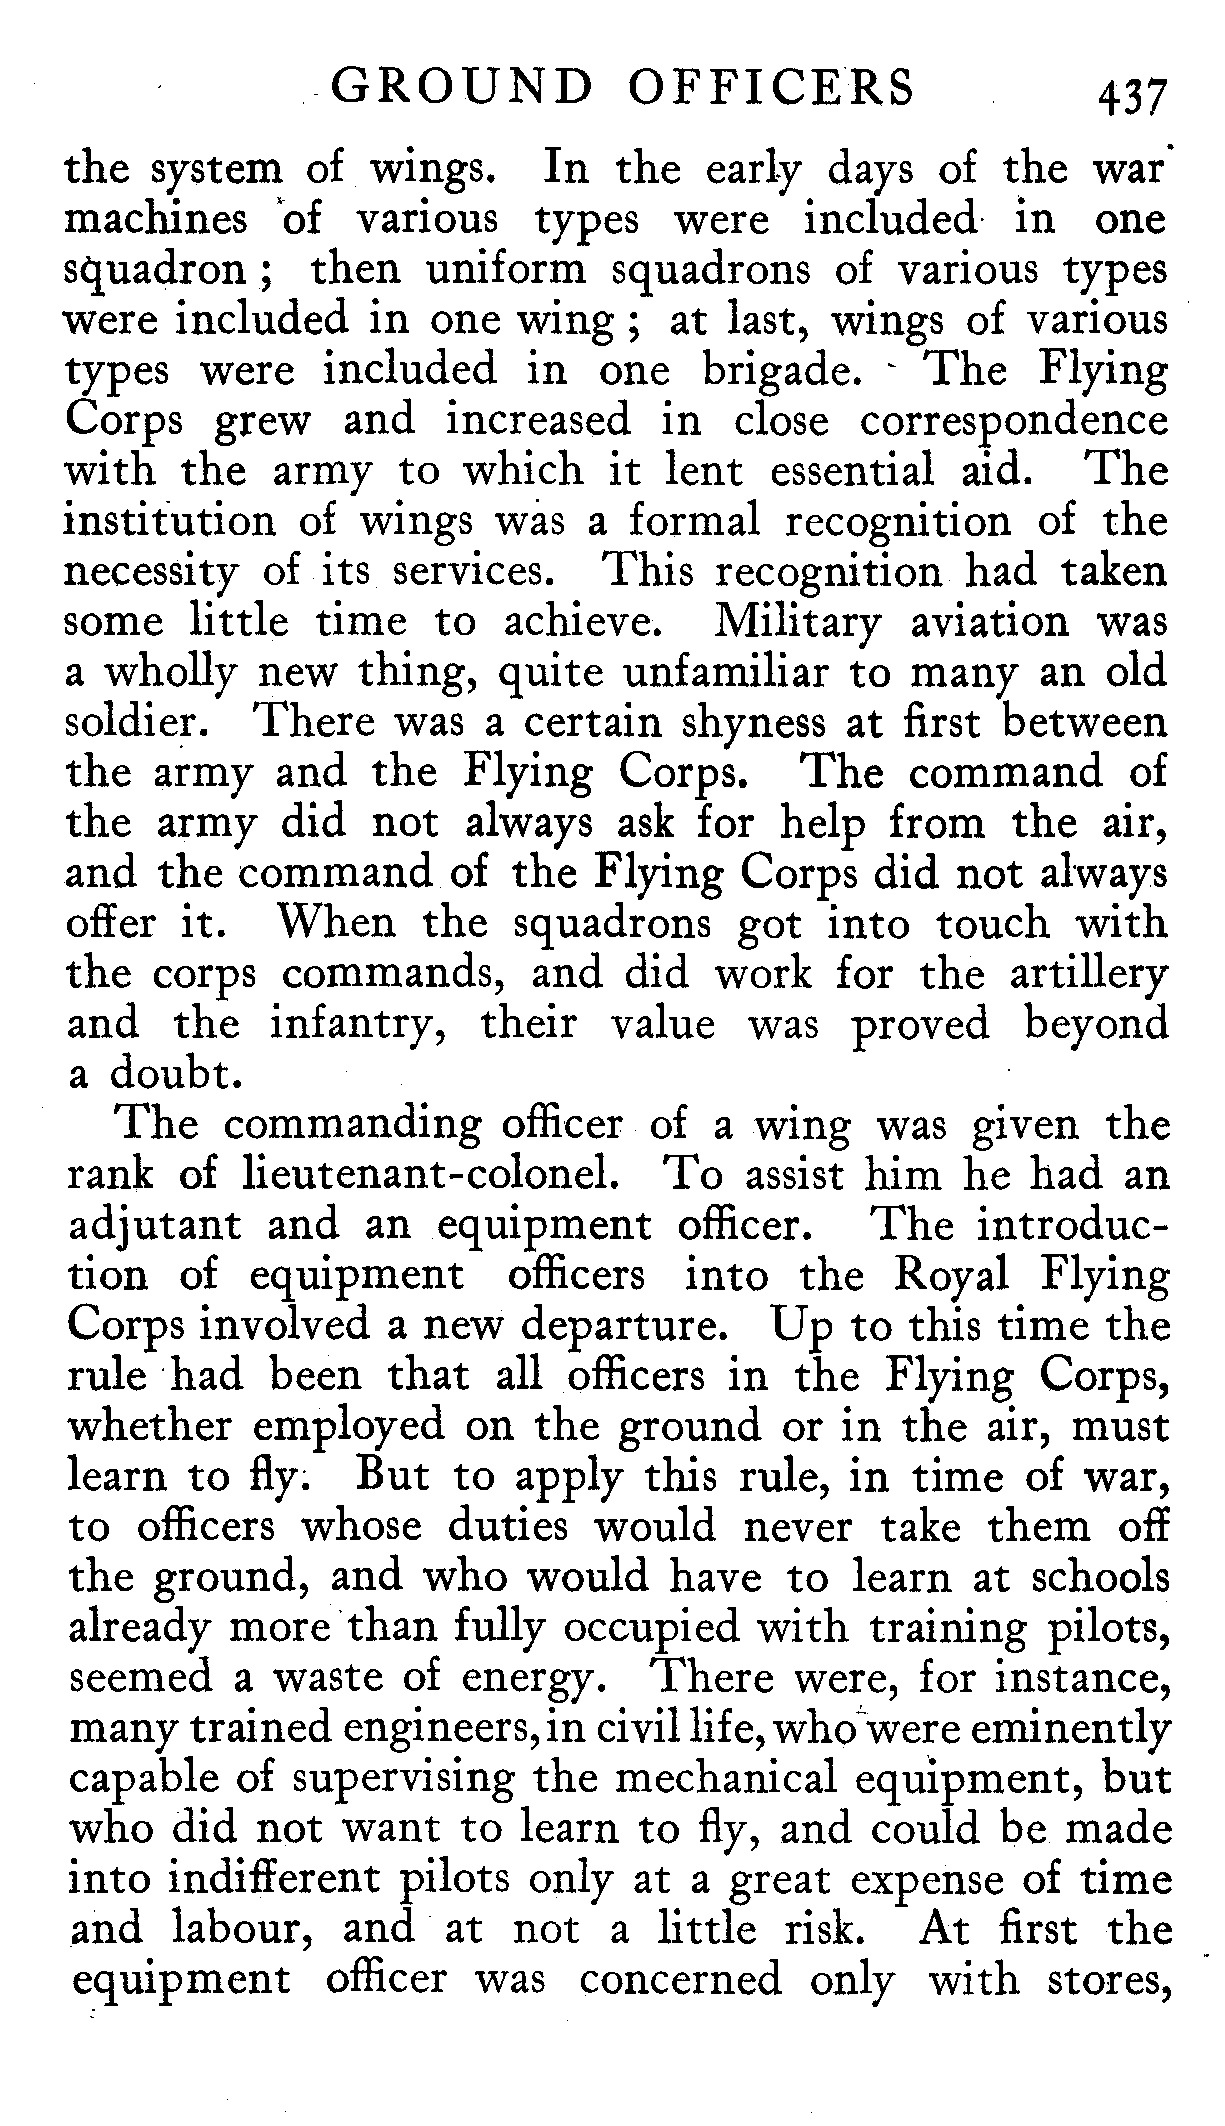 GROUND OFFICERS 437
the system of wings. In the early days of the war
machines of various types were included in one
squadron ; then uniform squadrons of various types
were included in one wing ; at last, wings of various
types were included in one brigade. The Flying
Corps grew and increased in close correspondence
with the army to which it lent essential aid. The
institution of wings was a formal recognition of the
necessity of its services. This recognition had taken
some little time to achieve. Military aviation was
a wholly new thing, quite unfamiliar to many an old
soldier. There was a certain shyness at first between
the army and the Flying Corps. The command of
the army did not always ask for help from the air,
and the command of the Flying Corps did not always
offer it. When the squadrons got into touch with
the corps commands, and did work for the artillery
and the infantry, their value was proved beyond
a doubt.
The commanding officer of a wing was given the
rank of lieutenant-colonel. To assist him he had an
adjutant and an equipment officer. The introduc-
tion of equipment officers into the Royal Flying
Corps involved a new departure. Up to this time the
rule had been that all officers in the Flying Corps,
whether employed on the ground or in the air, must
learn to fly. But to apply this rule, in time of war,
to officers whose duties would never take them off
the ground, and who would have to learn at schools
already more than fully occupied with training pilots,
seemed a waste of energy. There were, for instance,
many trained engineers, in civil life, who were eminently
capable of supervising the mechanical equipment, but
who did not want to learn to fly, and could be made
into indifferent pilots only at a great expense of time
and labour, and at not a little risk. At first the
equipment officer was concerned only with stores,